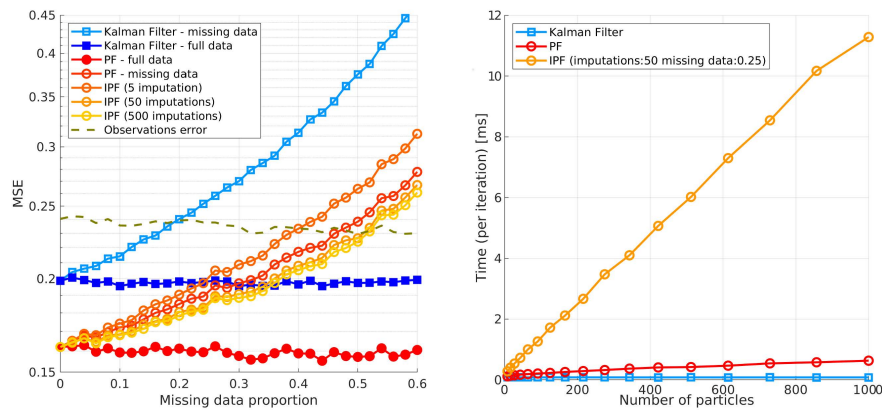 0.45
0.4
0.35
0.3
0.25
0.2
0.15
MSE
Kalman Filter - missing data
Kalman Filter - full data
PF - full data
PF - missing data
IPF (5 imputation)
IPF (50 imputations)
IPF (500 imputations)
Observations error
0 0.1 0.2 0.3 0.4 0.5 0.6
Missing data proportion
12
10
8
6
4
2
0
Time (per iteration) [ms]
Kalman Filter
PF
IPF (imputations:50 missing data:0.25)
0 200 400 600 800 1000
Number of particles